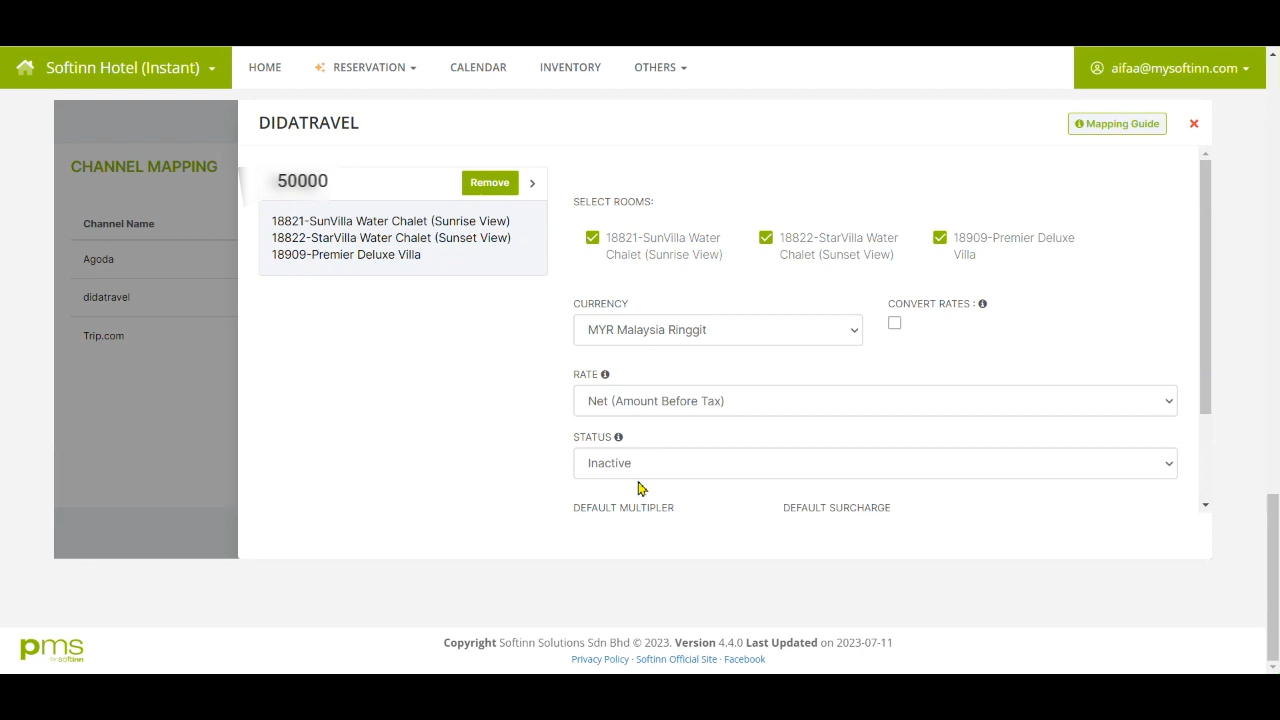 Softinn Hotel (Instant)
HOME
RESERVATION
CALENDAR
INVENTORY
OTHERS
aifaa@mysoftinn.com
CHANNEL MAPPING
Channel Name
Agoda
didatravel
Trip.com
DIDATRAVEL
Mapping Guide
50000
Remove
18821-SunVilla Water Chalet (Sunrise View)
18822-StarVilla Water Chalet (Sunset View)
18909-Premier Deluxe Villa
SELECT ROOMS:
18821-SunVilla Water
Chalet (Sunrise View)
18822-StarVilla Water
Chalet (Sunset View)
18909-Premier Deluxe
Villa
CURRENCY
MYR Malaysia Ringgit
CONVERT RATES :
RATE
Net (Amount Before Tax)
STATUS
Inactive
DEFAULT MULTIPLER
DEFAULT SURCHARGE
pms
by softinn
Copyright Softinn Solutions Sdn Bhd © 2023. Version 4.4.0 Last Updated on 2023-07-11
Privacy Policy · Softinn Official Site · Facebook